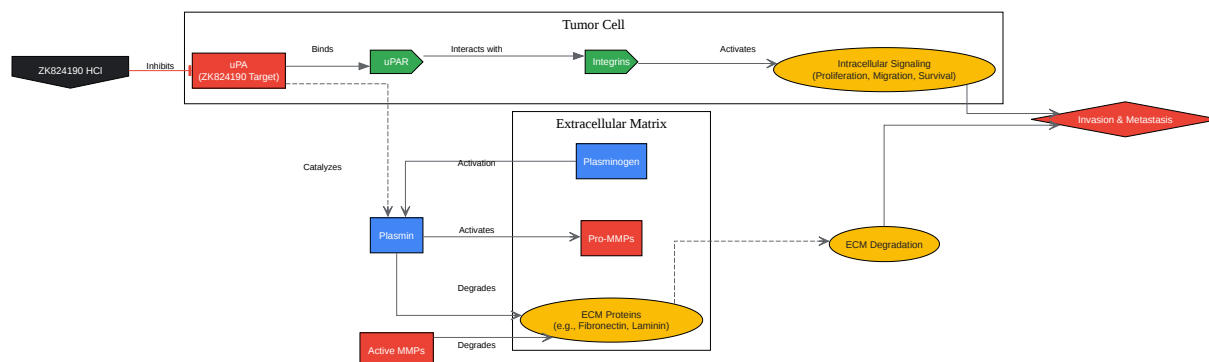 Tumor Cell
ZK824190 HCl
Inhibits
uPA
(ZK824190 Target)
Binds
uPAR
Interacts with
Integrins
Activates
Intracellular Signaling
(Proliferation, Migration, Survival)
Invasion & Metastasis
Extracellular Matrix
Catalyzes
Activation
Plasminogen
Plasmin
Activates
Pro-MMPs
ECM Degradation
Degrades
ECM Proteins
(e.g., Fibronectin, Laminin)
Active MMPs
Degrades